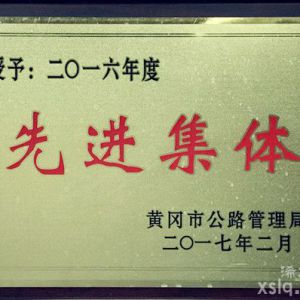 授予：二〇一六年度
先进集体
黄冈市公路管理局
二〇一七年二月
xslq.